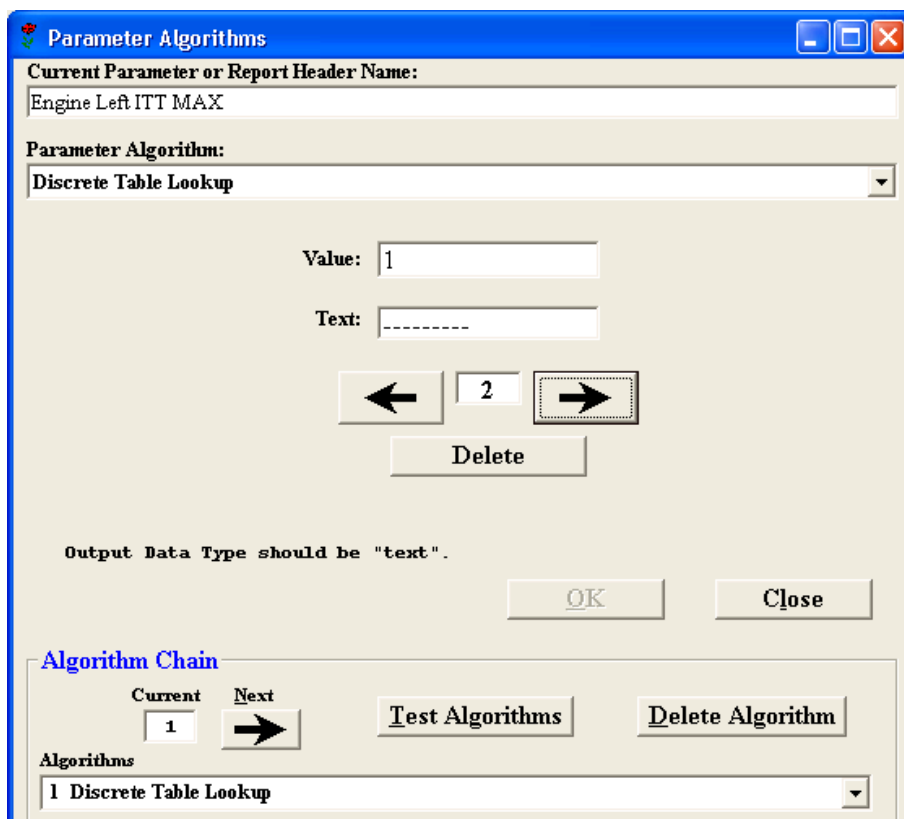 Parameter Algorithms
Current Parameter or Report Header Name:
Engine Left ITT MAX
Parameter Algorithm:
Discrete Table Lookup
Value: 1
Text: _________
2
Delete
Output Data Type should be "text".
OK Close
Algorithm Chain
Current Next
1 Test Algorithms Delete Algorithm
Algorithms
1 Discrete Table Lookup